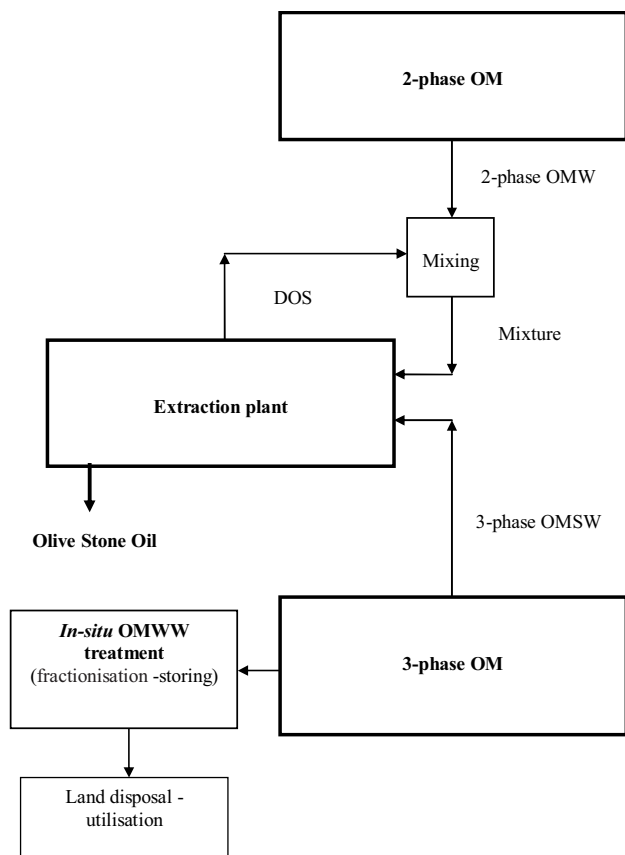 2-phase OM
2-phase OMW
Mixing
DOS
Mixture
Extraction plant
3-phase OMSW
Olive Stone Oil
In-situ OMWW
treatment
(fractionisation -storing)
3-phase OM
Land disposal -
utilisation